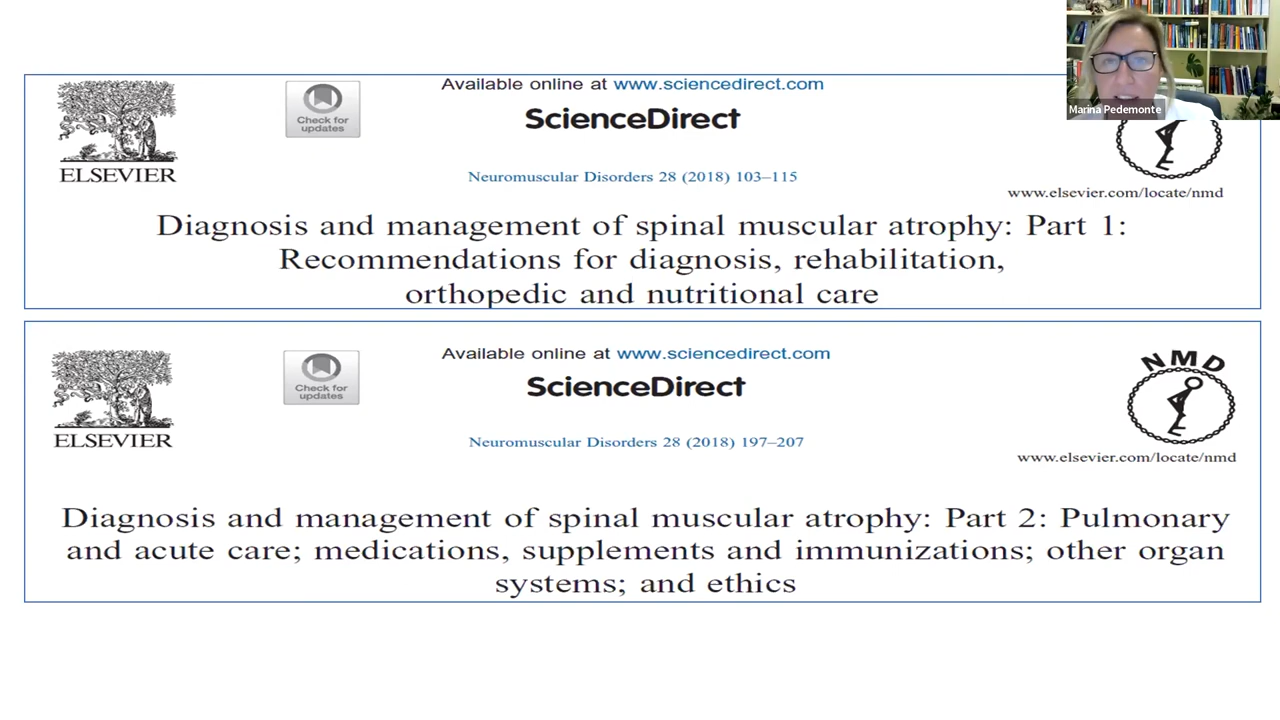 Marina Pedemonte
Available online at www.sciencedirect.com
Check for
updates
ScienceDirect
ELSEVIER
Neuromuscular Disorders 28 (2018) 103–115
www.elsevier.com/locate/nmd
Diagnosis and management of spinal muscular atrophy: Part 1:
Recommendations for diagnosis, rehabilitation,
orthopedic and nutritional care
Available online at www.sciencedirect.com
NMD
Check for
updates
ScienceDirect
ELSEVIER
Neuromuscular Disorders 28 (2018) 197–207
www.elsevier.com/locate/nmd
Diagnosis and management of spinal muscular atrophy: Part 2: Pulmonary
and acute care; medications, supplements and immunizations; other organ
systems; and ethics